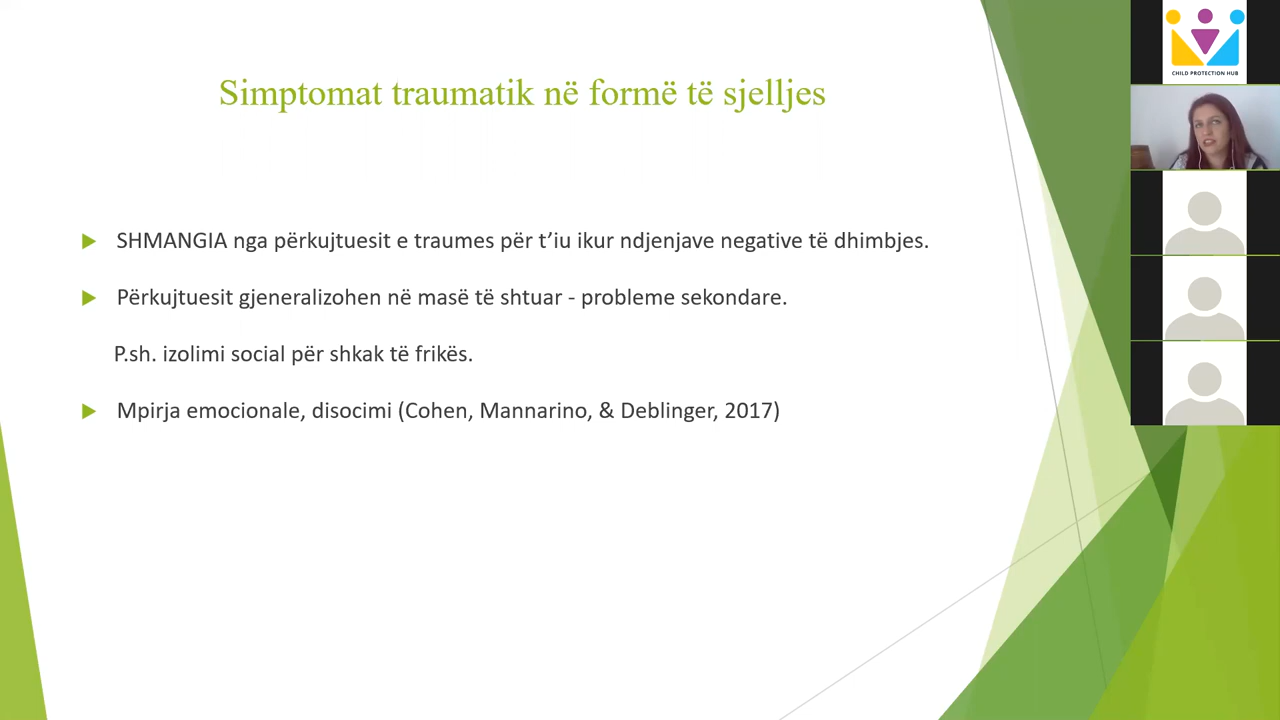 Simptomat traumatik në formë të sjelljes
SHMANGIA nga përkujtuesit e traumes për t’iu ikur ndjenjave negative të dhimbjes.
Përkujtuesit gjeneralizohen në masë të shtuar - probleme sekondare.
P.sh. izolimi social për shkak të frikës.
Mpirja emocionale, disocimi (Cohen, Mannarino, & Deblinger, 2017)
CHILD PROTECTION HUB